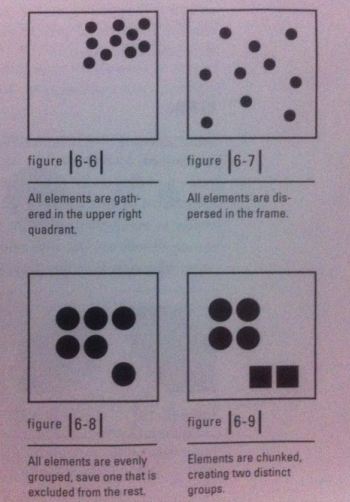 figure |6-6|
All elements are gath-
ered in the upper right
quadrant.
figure |6-7|
All elements are dis-
persed in the frame.
figure |6-8|
All elements are evenly
grouped, save one that is
excluded from the rest.
figure |6-9|
Elements are chunked,
creating two distinct
groups.